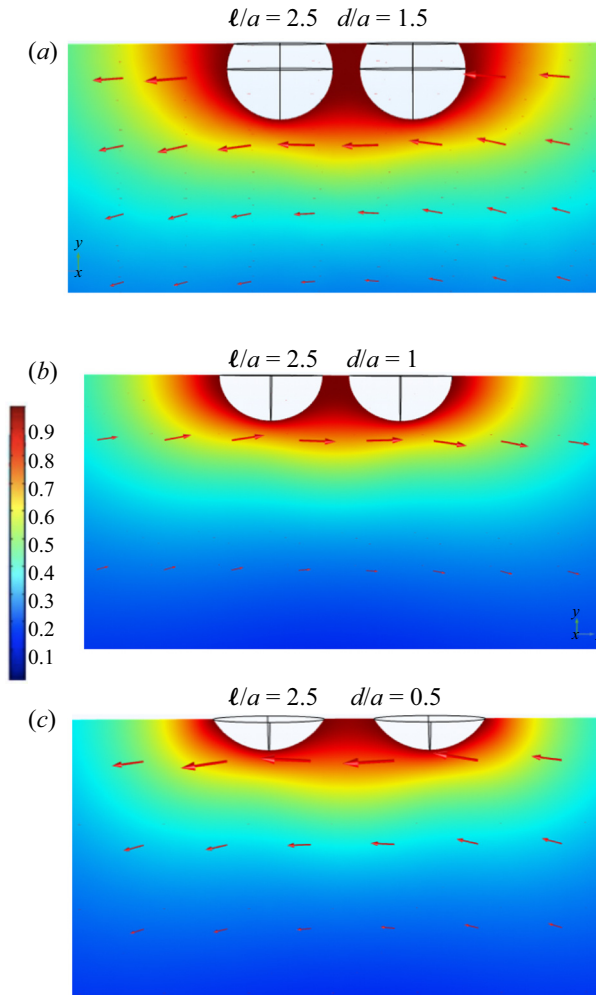 ℓ/a = 2.5 d/a = 1.5
(a)
y
x
ℓ/a = 2.5 d/a = 1
(b)
0.9
0.8
0.7
0.6
0.5
0.4
0.3
0.2
0.1
y
x
ℓ/a = 2.5 d/a = 0.5
(c)